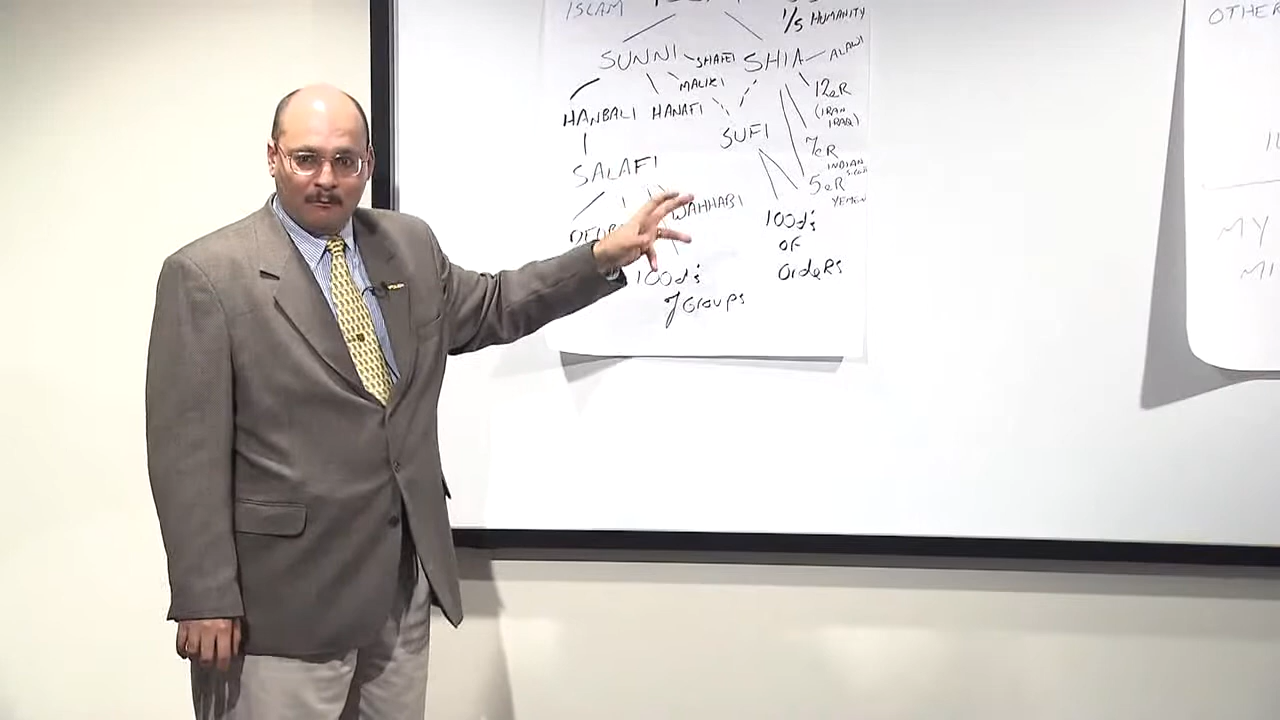 ISLAM
1/5 HUMANITY
SUNNI
SHAFEI
SHIA
ALAWI
MALIKI
12eR
(IRAN
IRAQ)
HANBALI
HANAFI
SUFI
7eR
INDIAN
SALAFI
5eR
YEMEN
WAHHABI
100d's
OF
OrdeRs
100d's
of Groups
OTHER
MY
MI